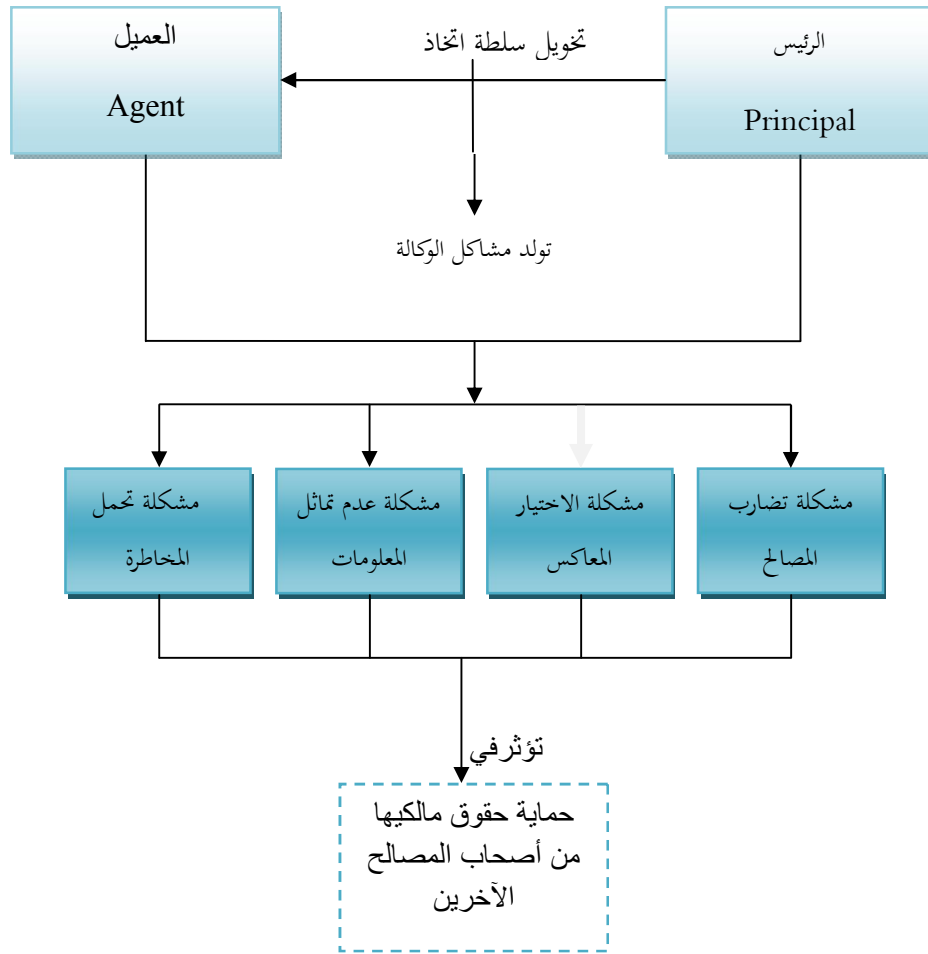 الرئيس
Principal
تخويل سلطة اتخاذ
العميل
Agent
تولد مشاكل الوكالة
مشكلة تضارب
المصالح
مشكلة الاختيار
المعاكس
مشكلة عدم تماثل
المعلومات
مشكلة تحمل
المخاطرة
تؤثرفي
حماية حقوق مالكيها
من أصحاب المصالح
الآخرين